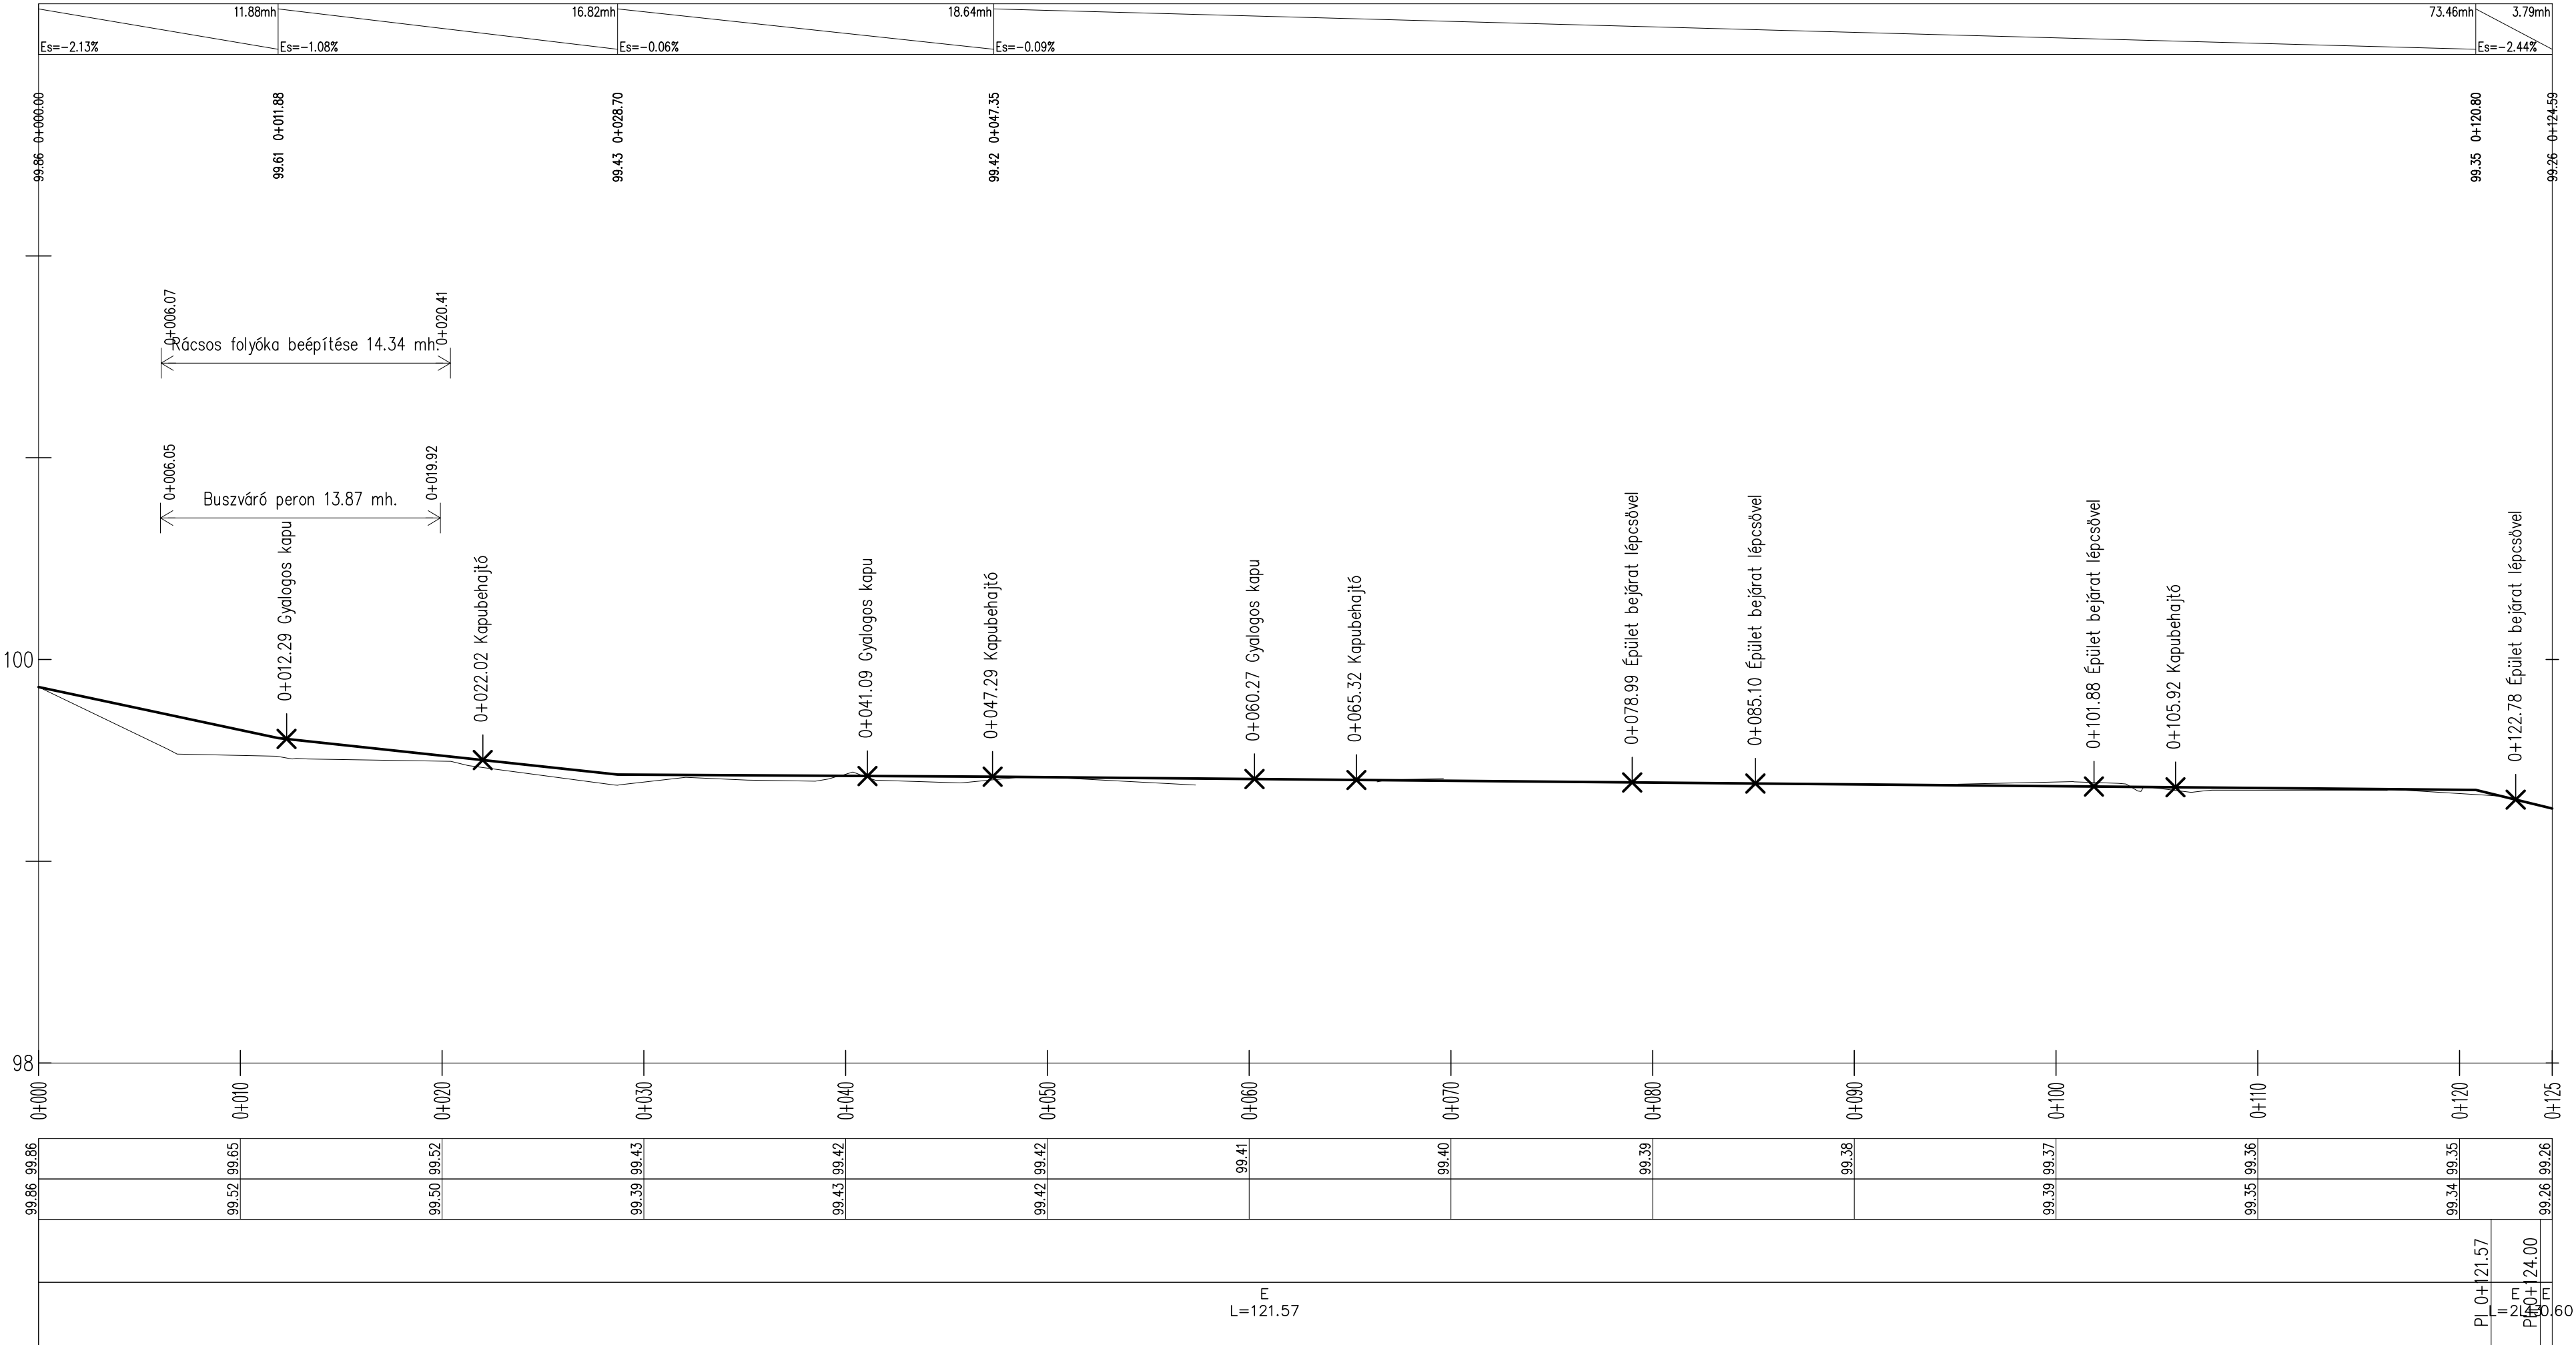 11.88mh
16.82mh
18.64mh
73.46mh
3.79mh
Es=-2.13%
Es=-1.08%
Es=-0.06%
Es=-0.09%
Es=-2.44%
99.86 0+000.00
99.61 0+011.88
99.43 0+028.70
99.42 0+047.35
99.35 0+120.80
99.26 0+124.59
0+006.07
0+020.41
Rácsos folyóka beépítése 14.34 mh.
0+006.05
0+019.92
Buszváró peron 13.87 mh.
0+012.29 Gyalogos kapu
0+022.02 Kapubehajtó
0+041.09 Gyalogos kapu
0+047.29 Kapubehajtó
0+060.27 Gyalogos kapu
0+065.32 Kapubehajtó
0+078.99 Épület bejárat lépcsővel
0+085.10 Épület bejárat lépcsővel
0+101.88 Épület bejárat lépcsővel
0+105.92 Kapubehajtó
0+122.78 Épület bejárat lépcsővel
100
98
0+000
0+010
0+020
0+030
0+040
0+050
0+060
0+070
0+080
0+090
0+100
0+110
0+120
0+125
99.86
99.86
99.65
99.52
99.43
99.42
99.42
99.41
99.40
99.39
99.38
99.37
99.36
99.35
99.26
99.86
99.52
99.50
99.39
99.43
99.42
99.39
99.35
99.34
99.26
PI 0+121.57
PI 0+124.00
E
L=121.57
E
E